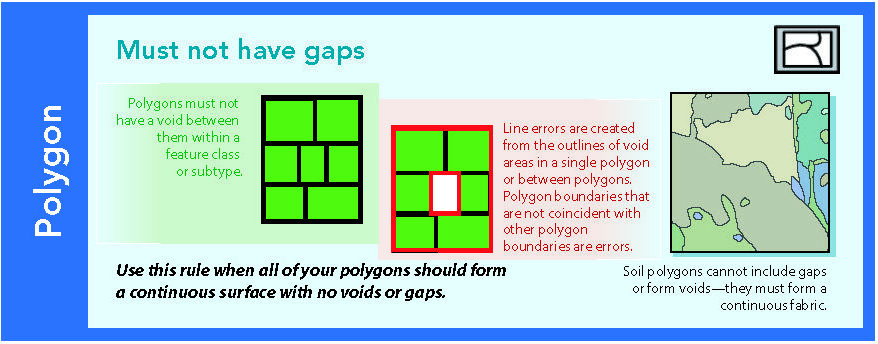 Polygon
Must not have gaps
Polygons must not
have a void between
them within a
feature class
or subtype.
Line errors are created
from the outlines of void
areas in a single polygon
or between polygons.
Polygon boundaries that
are not coincident with
other polygon
boundaries are errors.
Use this rule when all of your polygons should form
a continuous surface with no voids or gaps.
Soil polygons cannot include gaps
or form voids—they must form a
continuous fabric.